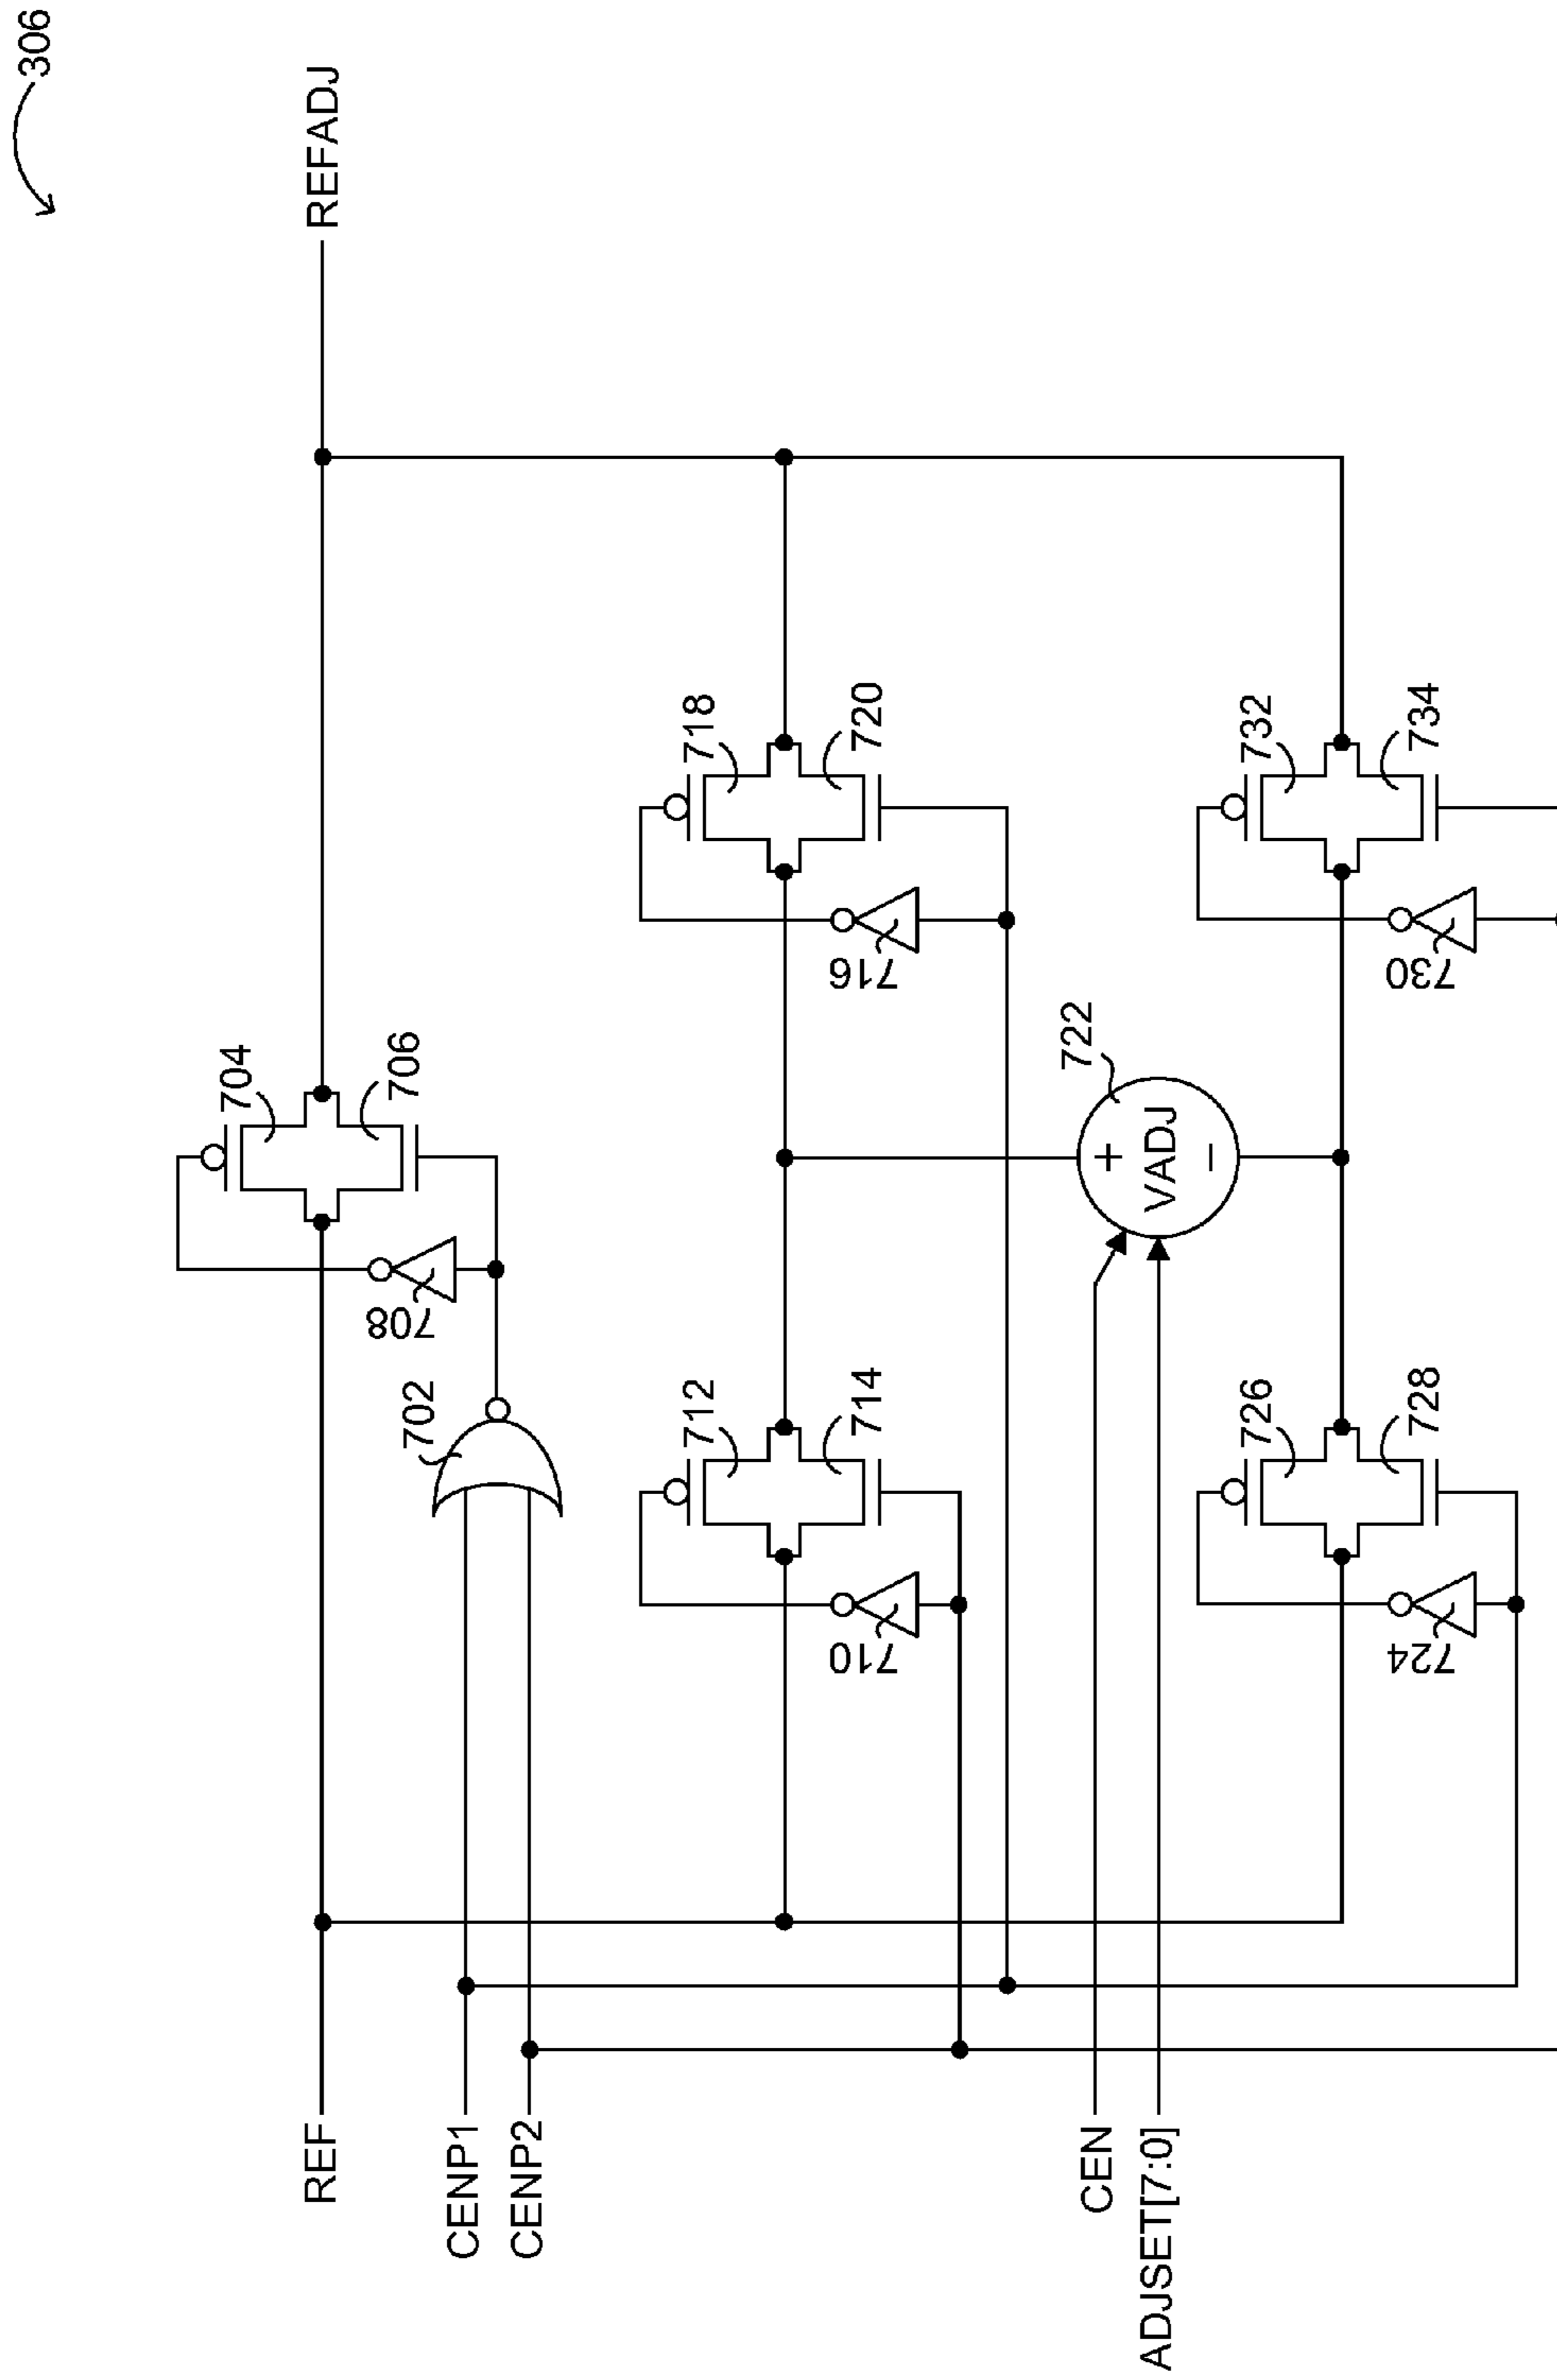 306
REF
REFADJ
704
706
708
702
CENP1
CENP2
712
714
710
718
720
716
722
+
VADJ
−
CEN
ADJSET[7:0]
726
728
724
732
734
730